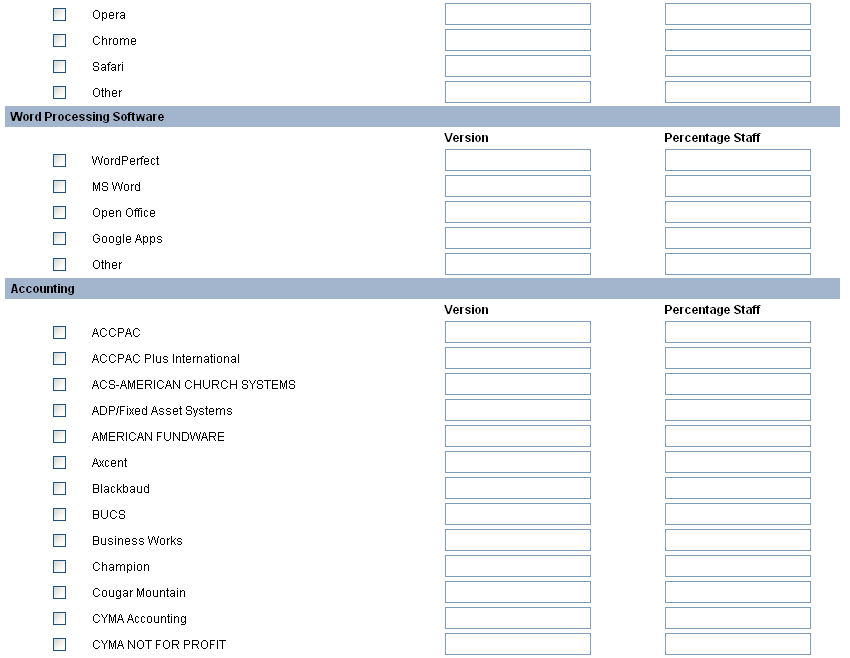 Opera
Chrome
Safari
Other
Word Processing Software
Version Percentage Staff
WordPerfect
MS Word
Open Office
Google Apps
Other
Accounting
Version Percentage Staff
ACCPAC
ACCPAC Plus International
ACS-AMERICAN CHURCH SYSTEMS
ADP/Fixed Asset Systems
AMERICAN FUNDWARE
Axcent
Blackbaud
BUCS
Business Works
Champion
Cougar Mountain
CYMA Accounting
CYMA NOT FOR PROFIT